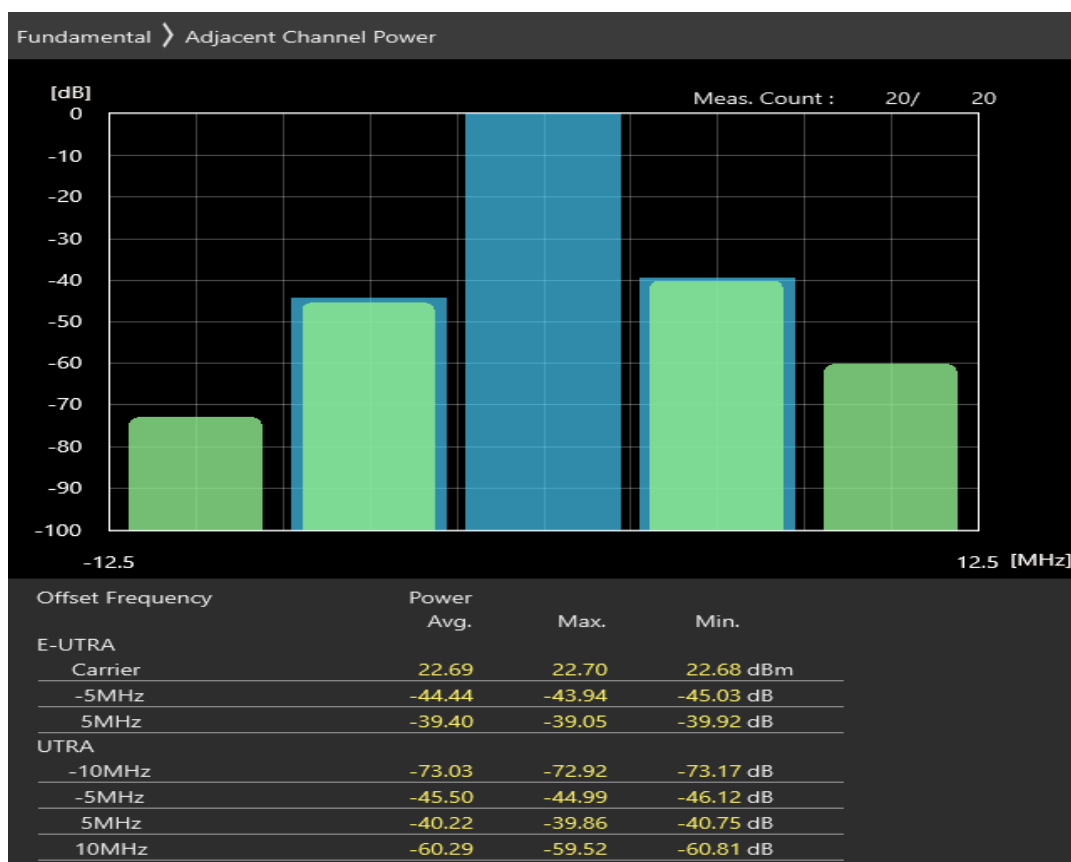 Fundamental ❯ Adjacent Channel Power
[dB]
Meas. Count : 20/ 20
0
-10
-20
-30
-40
-50
-60
-70
-80
-90
-100
-12.5 12.5 [MHz]
Offset Frequency Power
Avg. Max. Min.
E-UTRA
Carrier 22.69 22.70 22.68 dBm
-5MHz -44.44 -43.94 -45.03 dB
5MHz -39.40 -39.05 -39.92 dB
UTRA
-10MHz -73.03 -72.92 -73.17 dB
-5MHz -45.50 -44.99 -46.12 dB
5MHz -40.22 -39.86 -40.75 dB
10MHz -60.29 -59.52 -60.81 dB